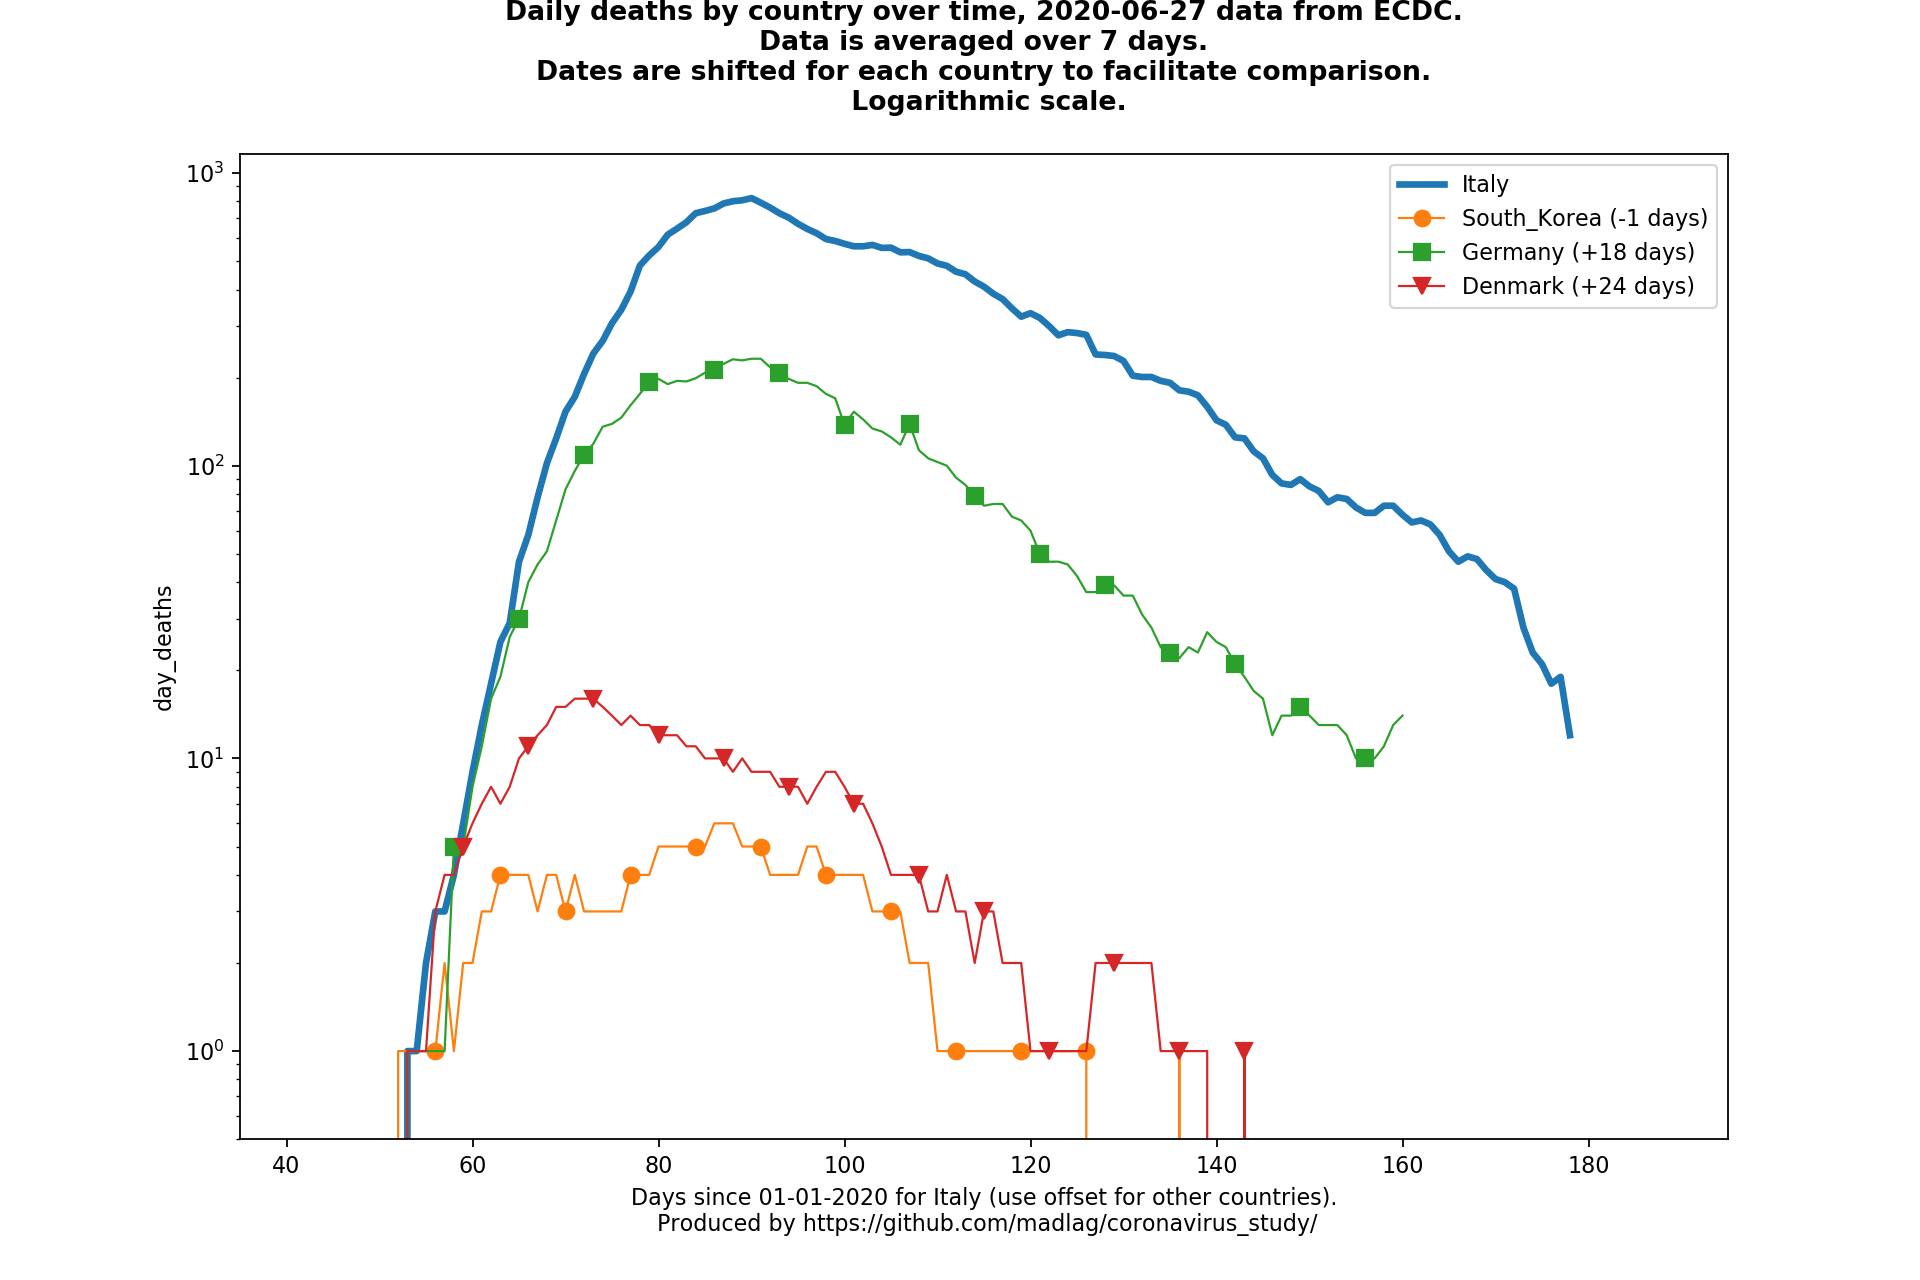 Daily deaths by country over time, 2020-06-27 data from ECDC.
Data is averaged over 7 days.
Dates are shifted for each country to facilitate comparison.
Logarithmic scale.
Italy
South_Korea (-1 days)
Germany (+18 days)
Denmark (+24 days)
10³
10²
10¹
10⁰
day_deaths
40 60 80 100 120 140 160 180
Days since 01-01-2020 for Italy (use offset for other countries).
Produced by https://github.com/madlag/coronavirus_study/